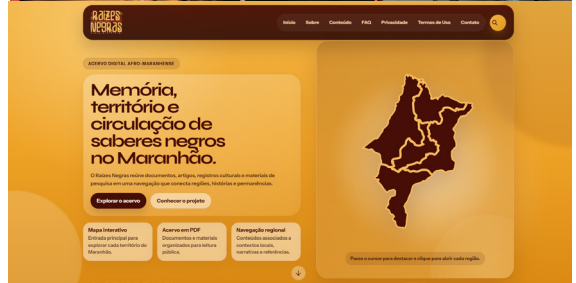 RAÍZES
NEGRAS
Início Sobre Conteúdo FAQ Privacidade Termos de Uso Contato
ACERVO DIGITAL AFRO-MARANHENSE
Memória,
território e
circulação de
saberes negros
no Maranhão.
O Raízes Negras reúne documentos, artigos, registros culturais e materiais de
pesquisa em uma navegação que conecta regiões, histórias e permanências.
Explorar o acervo Conhecer o projeto
Mapa interativo
Entrada principal para
explorar cada território do
Maranhão.
Acervo em PDF
Documentos e materiais
organizados para leitura
pública.
Navegação regional
Conteúdos associados a
contextos locais,
narrativas e referências.
Passe o cursor para destacar e clique para abrir cada região.